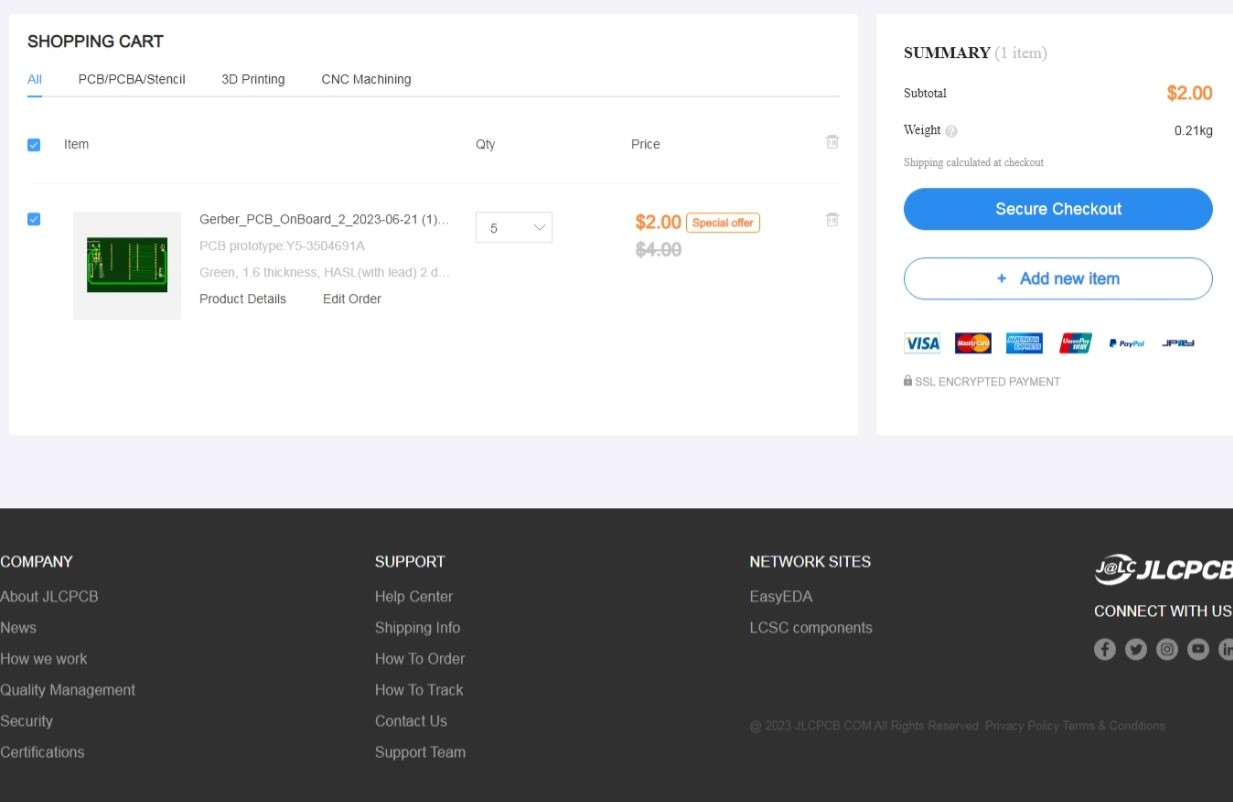 SHOPPING CART
All PCB/PCBA/Stencil 3D Printing CNC Machining
Item Qty Price
Gerber_PCB_OnBoard_2_2023-06-21 (1)...
PCB prototype:Y5-3504691A
Green, 1.6 thickness, HASL(with lead) 2 d...
Product Details Edit Order
5
$2.00 Special offer
$4.00
SUMMARY (1 item)
Subtotal $2.00
Weight ? 0.21kg
Shipping calculated at checkout
Secure Checkout
+ Add new item
VISA MasterCard AMERICAN EXPRESS UnionPay PayPal
SSL ENCRYPTED PAYMENT
COMPANY
About JLCPCB
News
How we work
Quality Management
Security
Certifications
SUPPORT
Help Center
Shipping Info
How To Order
How To Track
Contact Us
Support Team
NETWORK SITES
EasyEDA
LCSC components
J@LC JLCPCB
CONNECT WITH US
@ 2023 JLCPCB.COM All Rights Reserved. Privacy Policy Terms & Conditions